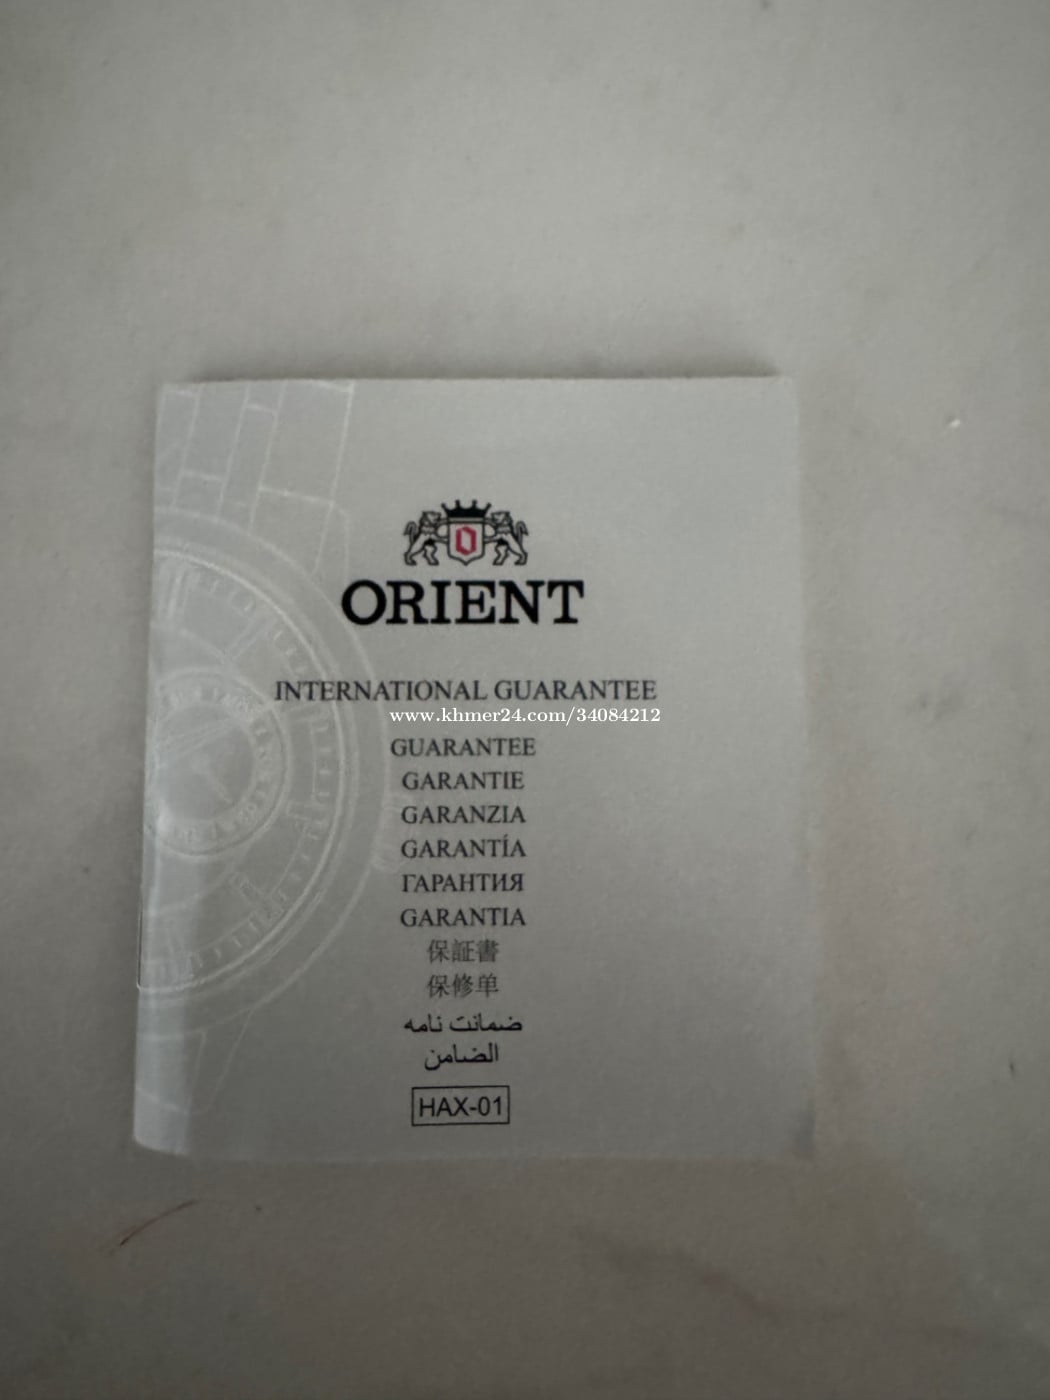 ORIENT
INTERNATIONAL GUARANTEE
www.khmer24.com/34084212
GUARANTEE
GARANTIE
GARANZIA
GARANTÍA
ГАРАНТИЯ
GARANTIA
保証書
保修单
ضمانت نامه
الضامن
HAX-01